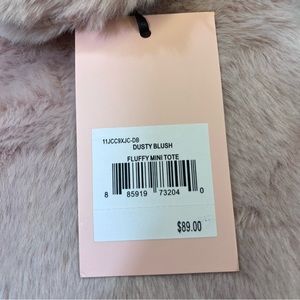 11JCC9XJC-DB
DUSTY BLUSH
FLUFFY MINI TOTE
8 85919 73204 0
$89.00